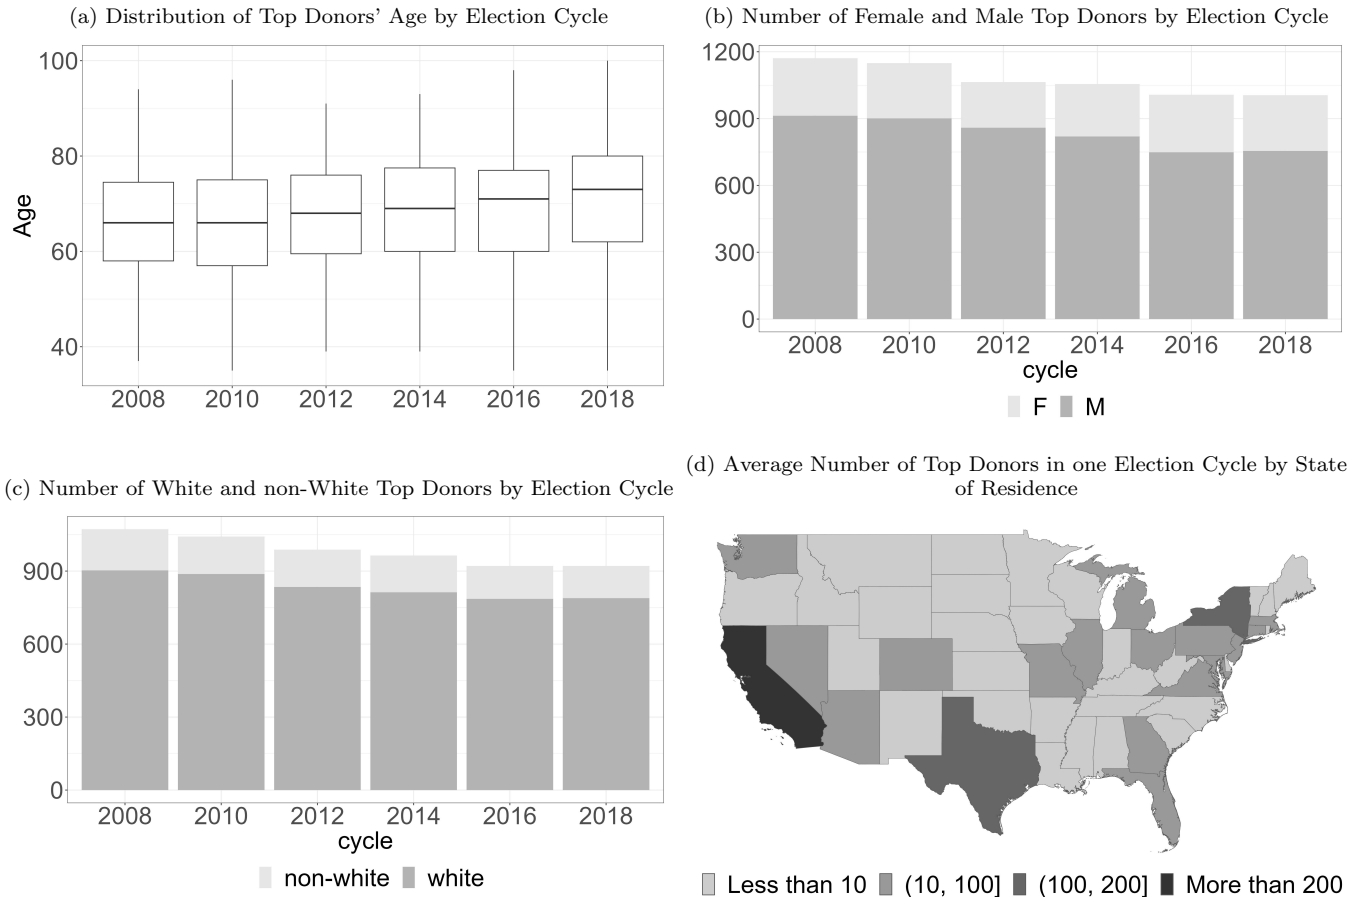 (a) Distribution of Top Donors’ Age by Election Cycle
100
80
60
40
Age
2008 2010 2012 2014 2016 2018
(b) Number of Female and Male Top Donors by Election Cycle
1200
900
600
300
0
2008 2010 2012 2014 2016 2018
cycle
F M
(c) Number of White and non-White Top Donors by Election Cycle
900
600
300
0
2008 2010 2012 2014 2016 2018
cycle
non-white white
(d) Average Number of Top Donors in one Election Cycle by State
of Residence
Less than 10 (10, 100] (100, 200] More than 200